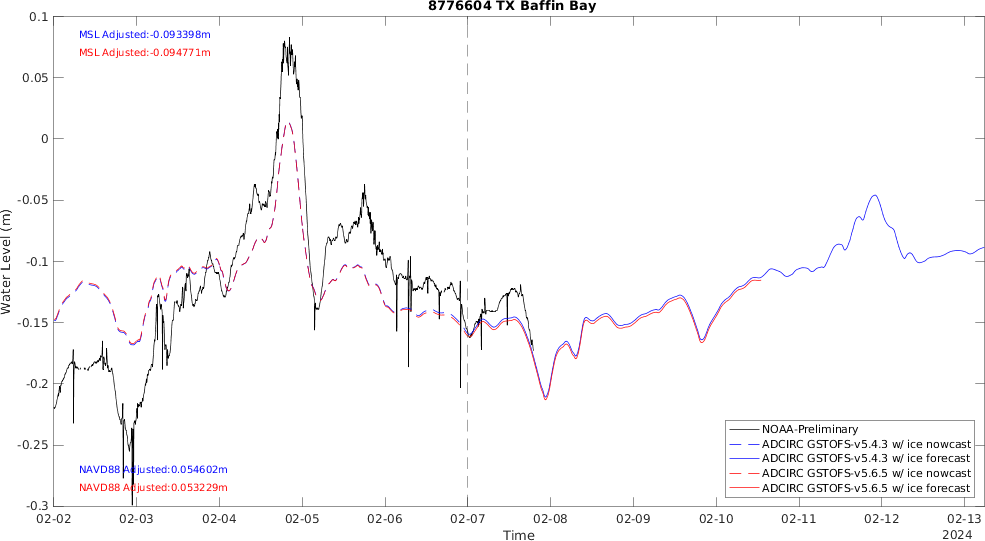 8776604 TX Baffin Bay
MSL Adjusted:-0.093398m
MSL Adjusted:-0.094771m
0.1
0.05
0
-0.05
-0.1
-0.15
-0.2
-0.25
-0.3
Water Level (m)
NAVD88 Adjusted:0.054602m
NAVD88 Adjusted:0.053229m
NOAA-Preliminary
ADCIRC GSTOFS-v5.4.3 w/ ice nowcast
ADCIRC GSTOFS-v5.4.3 w/ ice forecast
ADCIRC GSTOFS-v5.6.5 w/ ice nowcast
ADCIRC GSTOFS-v5.6.5 w/ ice forecast
02-02 02-03 02-04 02-05 02-06 02-07 02-08 02-09 02-10 02-11 02-12 02-13
Time
2024